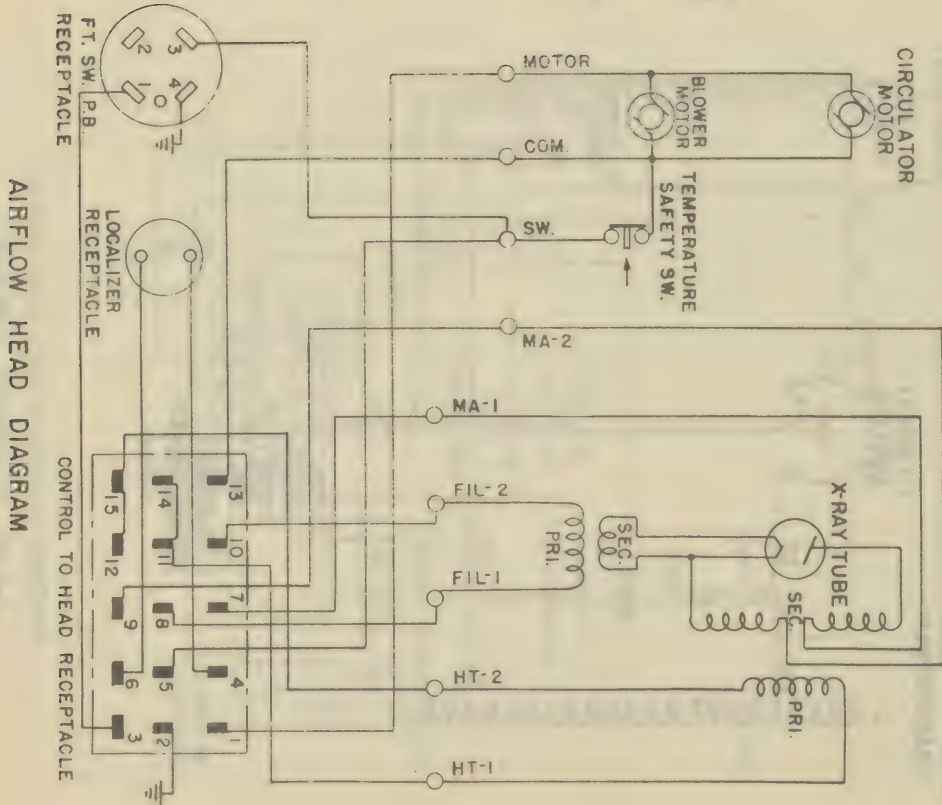 CIRCULATOR
MOTOR
BLOWER
MOTOR
MOTOR
COM.
TEMPERATURE
SAFETY SW.
SW.
MA-2
MA-1
FIL-2
FIL-1
PRI.
SEC.
X-RAY TUBE
SEC.
HT-2
HT-1
PRI.
3
4
2
1
FT. SW. P.B.
RECEPTACLE
LOCALIZER
RECEPTACLE
13
10
7
4
1
14
11
8
5
2
15
12
9
6
3
CONTROL TO HEAD RECEPTACLE
AIRFLOW HEAD DIAGRAM